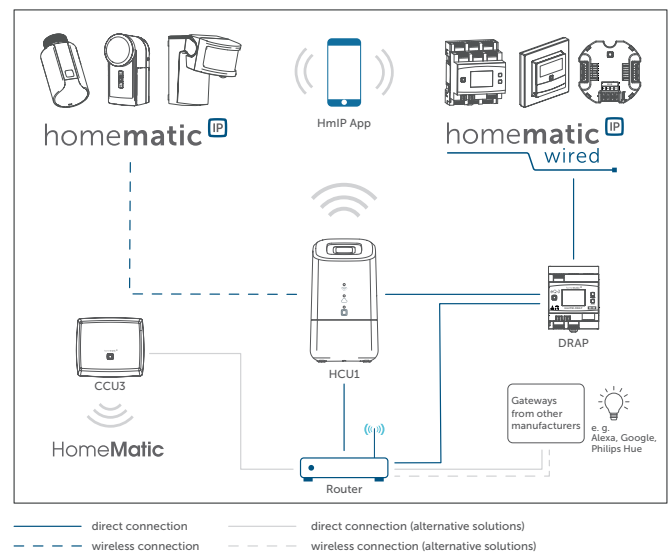 HmIP App
homematic IP
homematic IP
wired
HCU1
DRAP
CCU3
HomeMatic
Gateways
from other
manufacturers
e. g.
Alexa, Google,
Philips Hue
Router
direct connection
direct connection (alternative solutions)
wireless connection
wireless connection (alternative solutions)